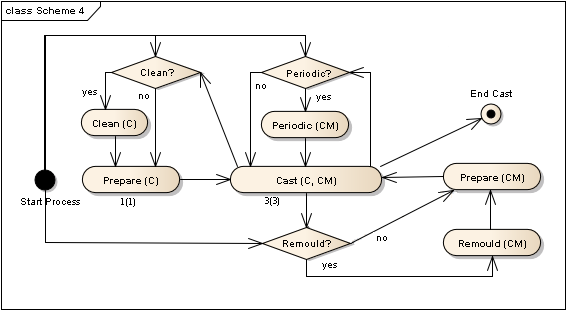 class Scheme 4
Clean?
Periodic?
yes
no
no
yes
End Cast
Clean (C)
Periodic (CM)
Prepare (C)
Cast (C, CM)
Prepare (CM)
Start Process
1(1)
3(3)
Remould?
no
Remould (CM)
yes